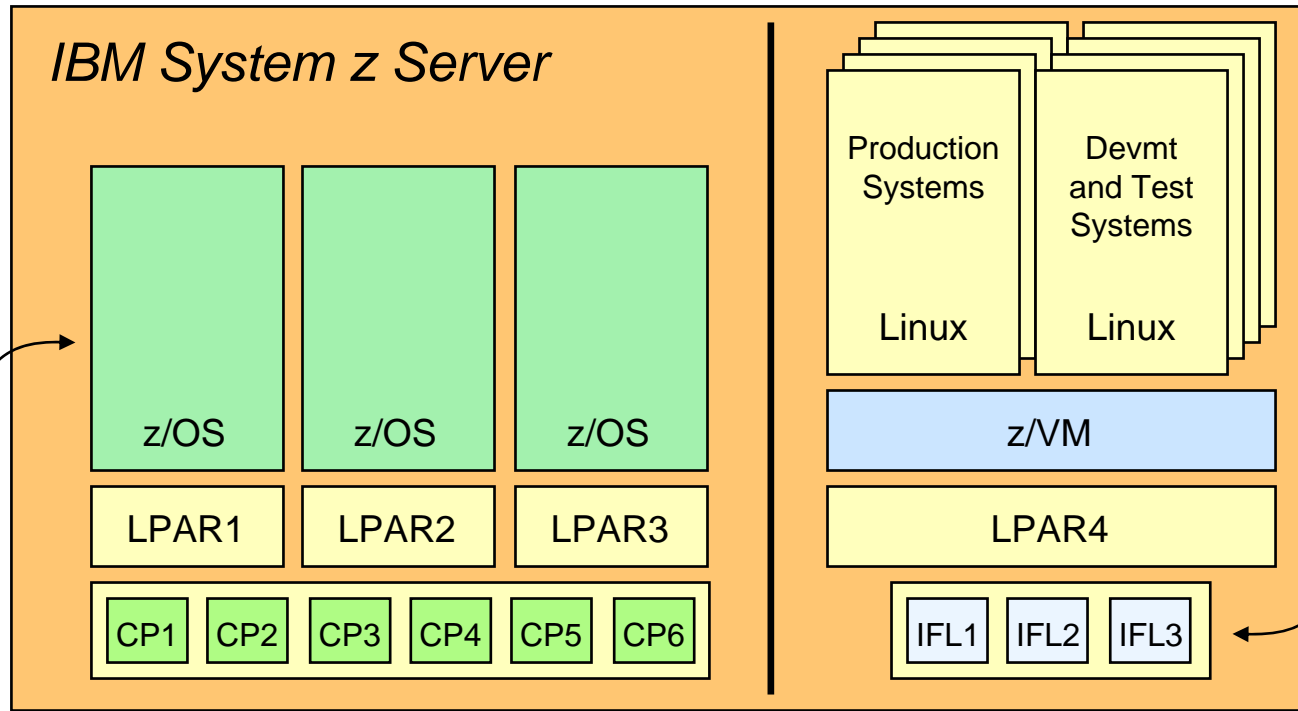 IBM System z Server
z/OS
z/OS
z/OS
LPAR1
LPAR2
LPAR3
CP1
CP2
CP3
CP4
CP5
CP6
Production
Systems
Linux
Devmt
and Test
Systems
Linux
z/VM
LPAR4
IFL1
IFL2
IFL3